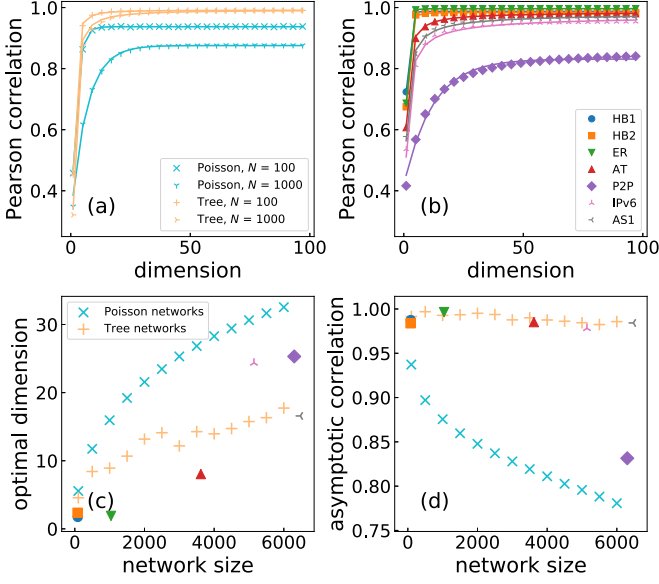 Pearson correlation
1.0
0.8
0.6
0.4
0
50
100
dimension
(a)
Poisson, N = 100
Poisson, N = 1000
Tree, N = 100
Tree, N = 1000
Pearson correlation
1.0
0.8
0.6
0.4
0
50
100
dimension
(b)
HB1
HB2
ER
AT
P2P
IPv6
AS1
optimal dimension
30
20
10
0
0
2000
4000
6000
network size
(c)
Poisson networks
Tree networks
asymptotic correlation
1.00
0.95
0.90
0.85
0.80
0.75
0
2000
4000
6000
network size
(d)